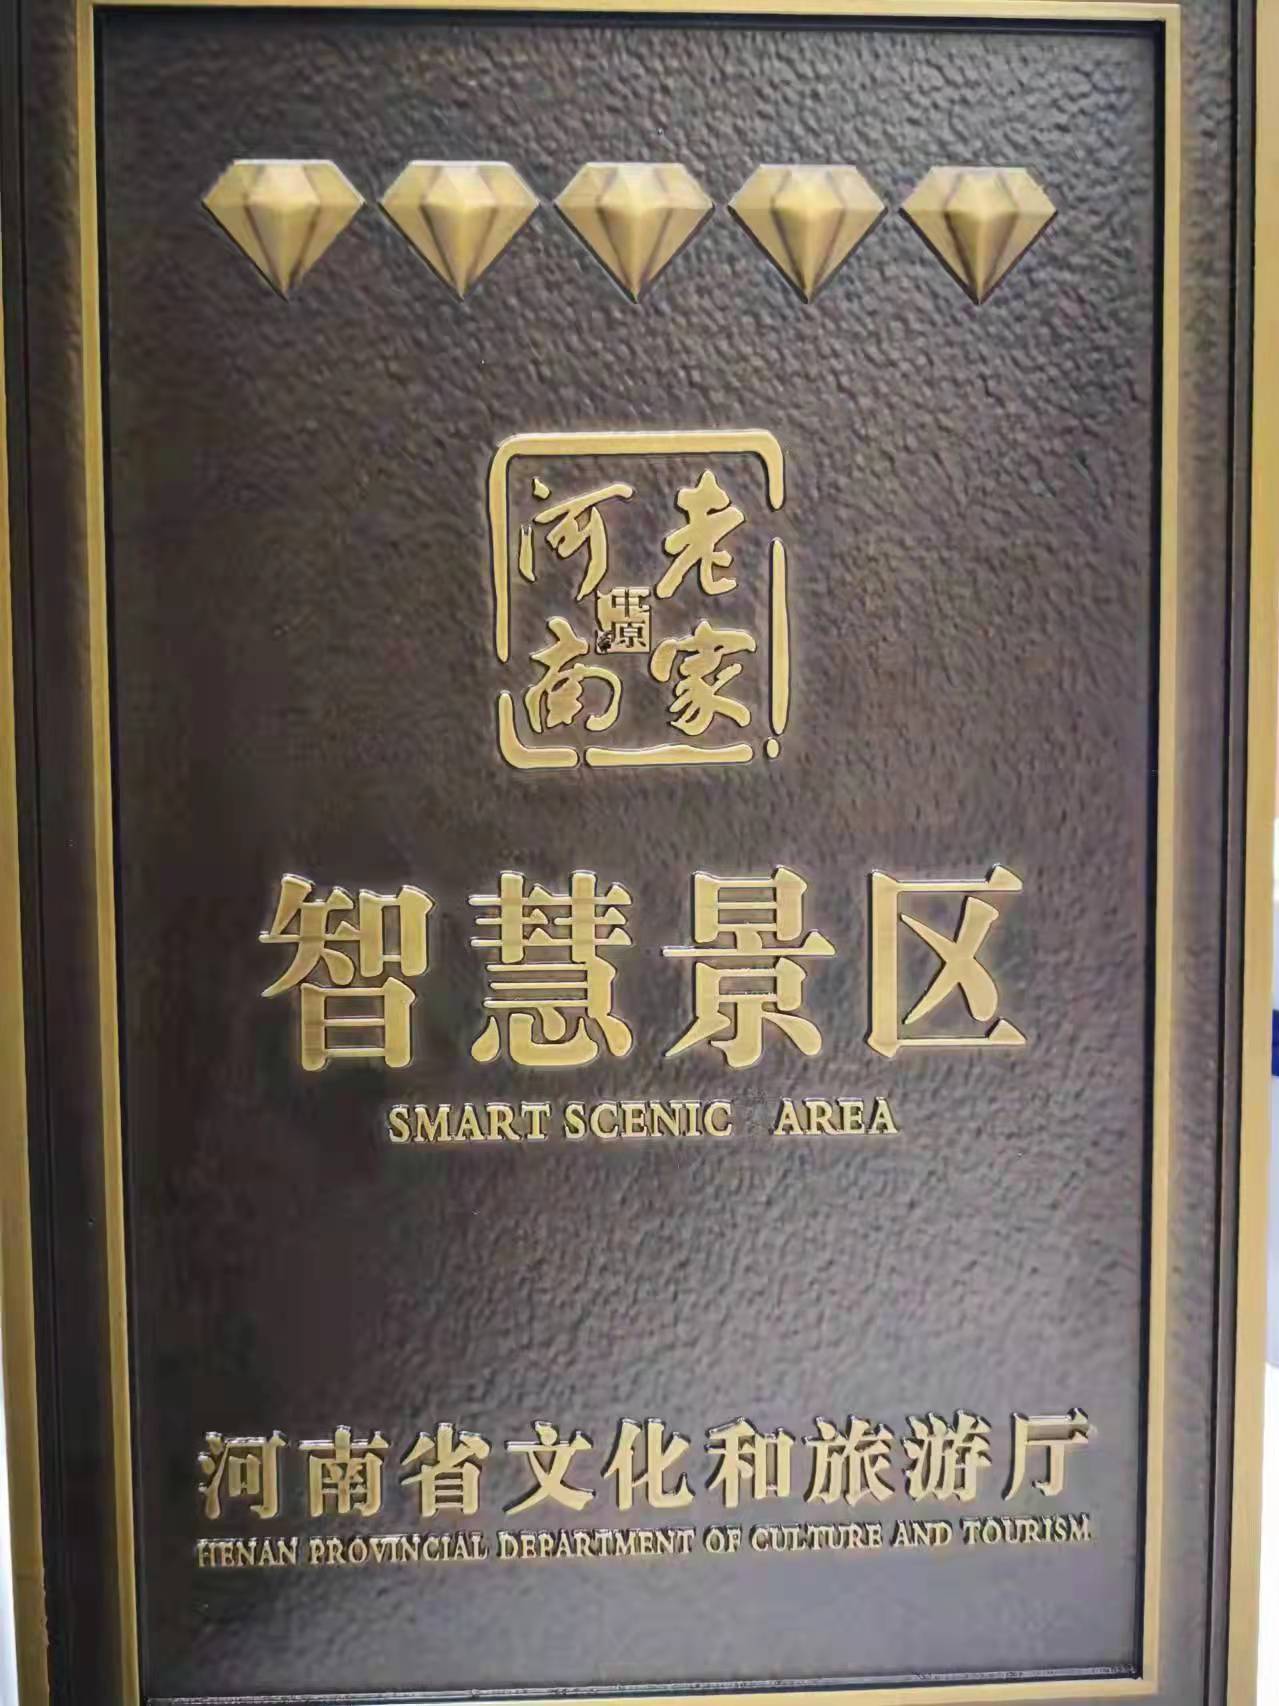 老家
河南
中原
智慧景区
SMART SCENIC AREA
河南省文化和旅游厅
HENAN PROVINCIAL DEPARTMENT OF CULTURE AND TOURISM